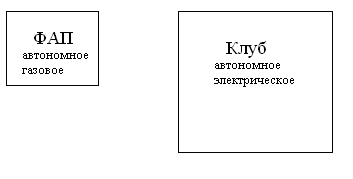 ФАП
автономное
газовое
Клуб
автономное
электрическое